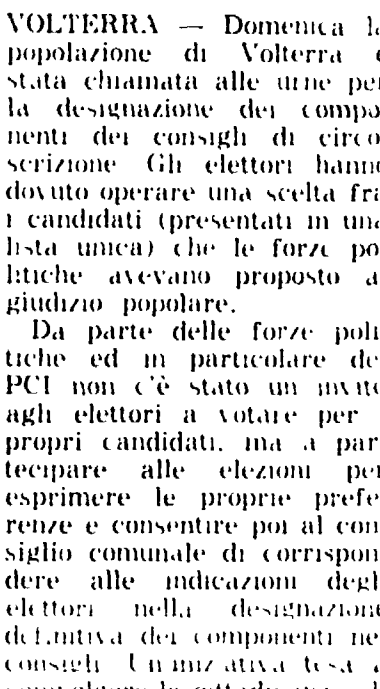 VOLTERRA — Domenica la
popolazione di Volterra è
stata chiamata alle urne per
la designazione dei compo
nenti dei consigli di circo
scrizione Gli elettori hanno
dovuto operare una scelta fra
i candidati (presentati in una
lista unica) che le forze po
litiche avevano proposto al
giudizio popolare.
Da parte delle forze poli
tiche ed in particolare del
PCI non c'è stato un invito
agli elettori a votare per i
propri candidati, ma a par
tecipare alle elezioni per
esprimere le proprie prefe
renze e consentire poi al con
siglio comunale di corrispon
dere alle indicazioni degli
elettori nella designazione
definitiva dei componenti nei
consigli Un iniziativa tesa a